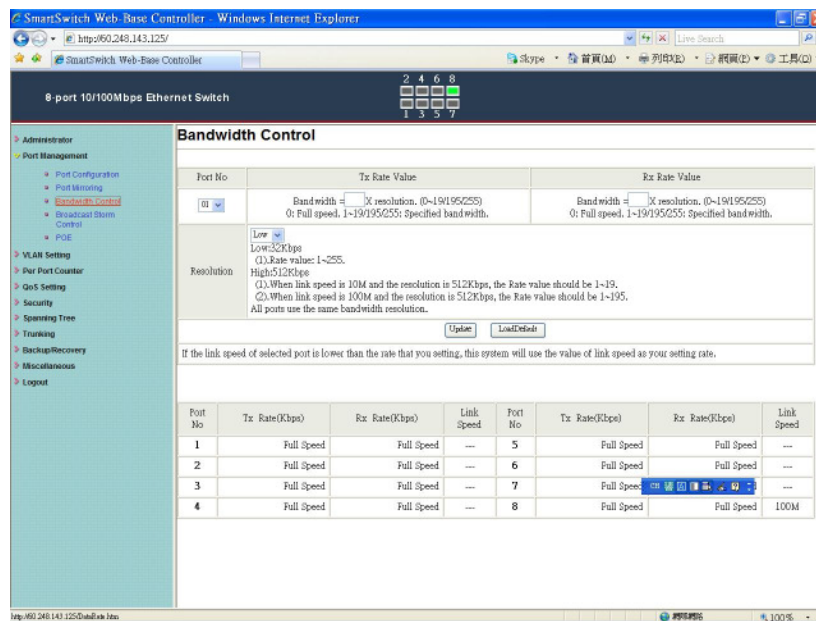 SmartSwitch Web-Base Controller - Windows Internet Explorer
http://60.248.143.125/
Live Search
SmartSwitch Web-Base Controller
Skype
首頁(M)
列印(R)
網頁(P)
工具(O)
8-port 10/100Mbps Ethernet Switch
2 4 6 8
1 3 5 7
Administrator
Port Management
Port Configuration
Port Mirroring
Bandwidth Control
Broadcast Storm
Control
POE
VLAN Setting
Per Port Counter
QoS Setting
Security
Spanning Tree
Trunking
Backup/Recovery
Miscellaneous
Logout
Bandwidth Control
Port No Tx Rate Value Rx Rate Value
01
Bandwidth = X resolution. (0~19/195/255)
0: Full speed. 1~19/195/255: Specified bandwidth.
Bandwidth = X resolution. (0~19/195/255)
0: Full speed. 1~19/195/255: Specified bandwidth.
Resolution
Low
Low:32Kbps
(1).Rate value: 1~255.
High:512Kbps
(1).When link speed is 10M and the resolution is 512Kbps, the Rate value should be 1~19.
(2).When link speed is 100M and the resolution is 512Kbps, the Rate value should be 1~195.
All ports use the same bandwidth resolution.
Update LoadDefault
If the link speed of selected port is lower than the rate that you setting, this system will use the value of link speed as your setting rate.
Port No Tx Rate(Kbps) Rx Rate(Kbps) Link Speed Port No Tx Rate(Kbps) Rx Rate(Kbps) Link Speed
1 Full Speed Full Speed --- 5 Full Speed Full Speed ---
2 Full Speed Full Speed --- 6 Full Speed Full Speed ---
3 Full Speed Full Speed --- 7 Full Speed ---
CH
4 Full Speed Full Speed --- 8 Full Speed Full Speed 100M
http://60.248.143.125/DataRate.htm
100%